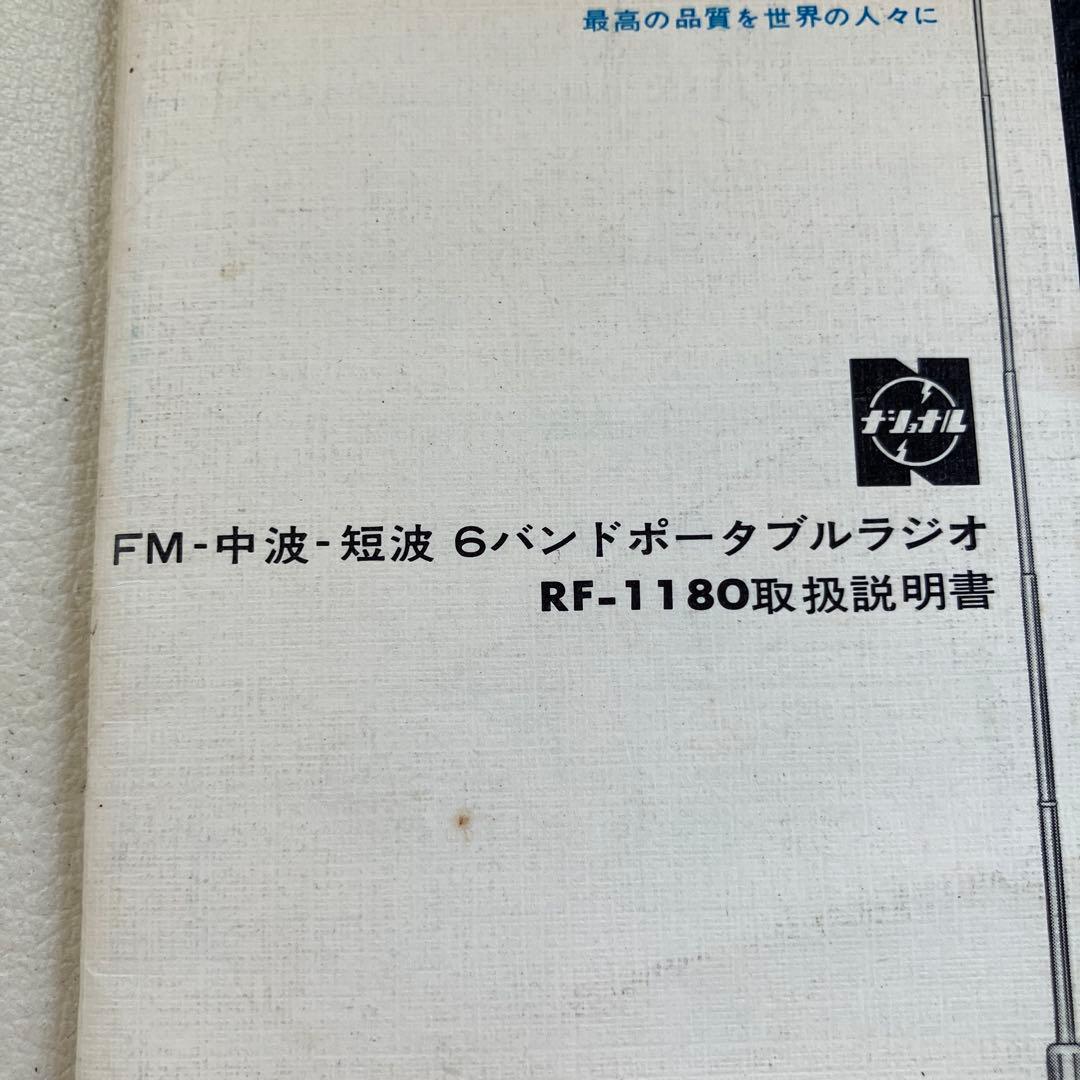 最高の品質を世界の人々に
ナショナル
FM-中波-短波 6バンドポータブルラジオ
RF-1180取扱説明書